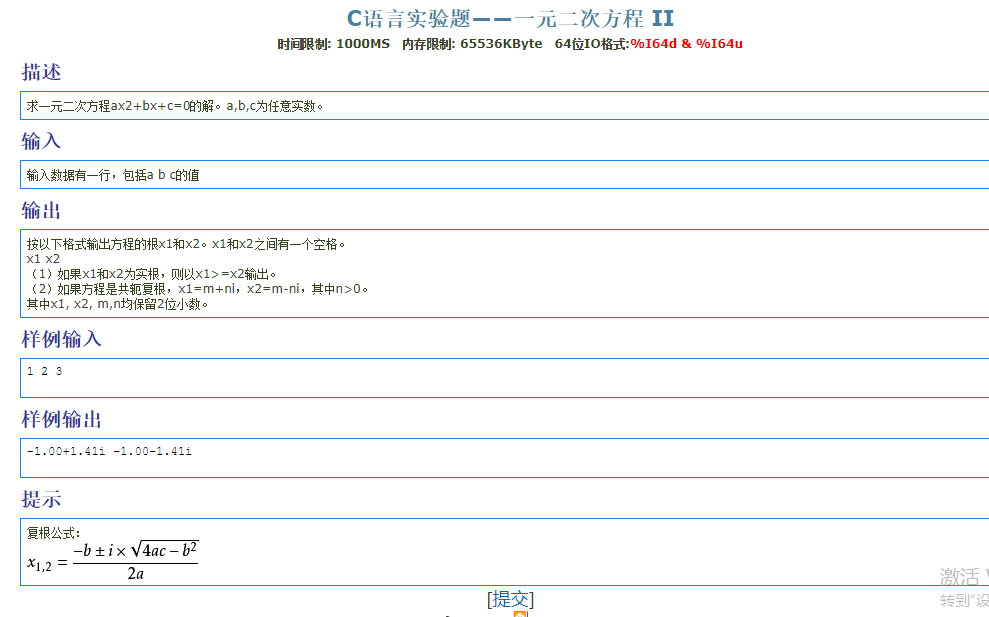 C语言实验题——一元二次方程 II
时间限制: 1000MS 内存限制: 65536KByte 64位IO格式:%I64d & %I64u
描述
求一元二次方程ax2+bx+c=0的解。a,b,c为任意实数。
输入
输入数据有一行，包括a b c的值
输出
按以下格式输出方程的根x1和x2。x1和x2之间有一个空格。
x1 x2
（1）如果x1和x2为实根，则以x1>=x2输出。
（2）如果方程是共轭复根，x1=m+ni，x2=m-ni，其中n>0。
其中x1, x2, m,n均保留2位小数。
样例输入
1 2 3
样例输出
-1.00+1.41i -1.00-1.41i
提示
复根公式：
x1,2 = (−b ± i × √(4ac − b²)) / 2a
[提交]
激活
转到"设